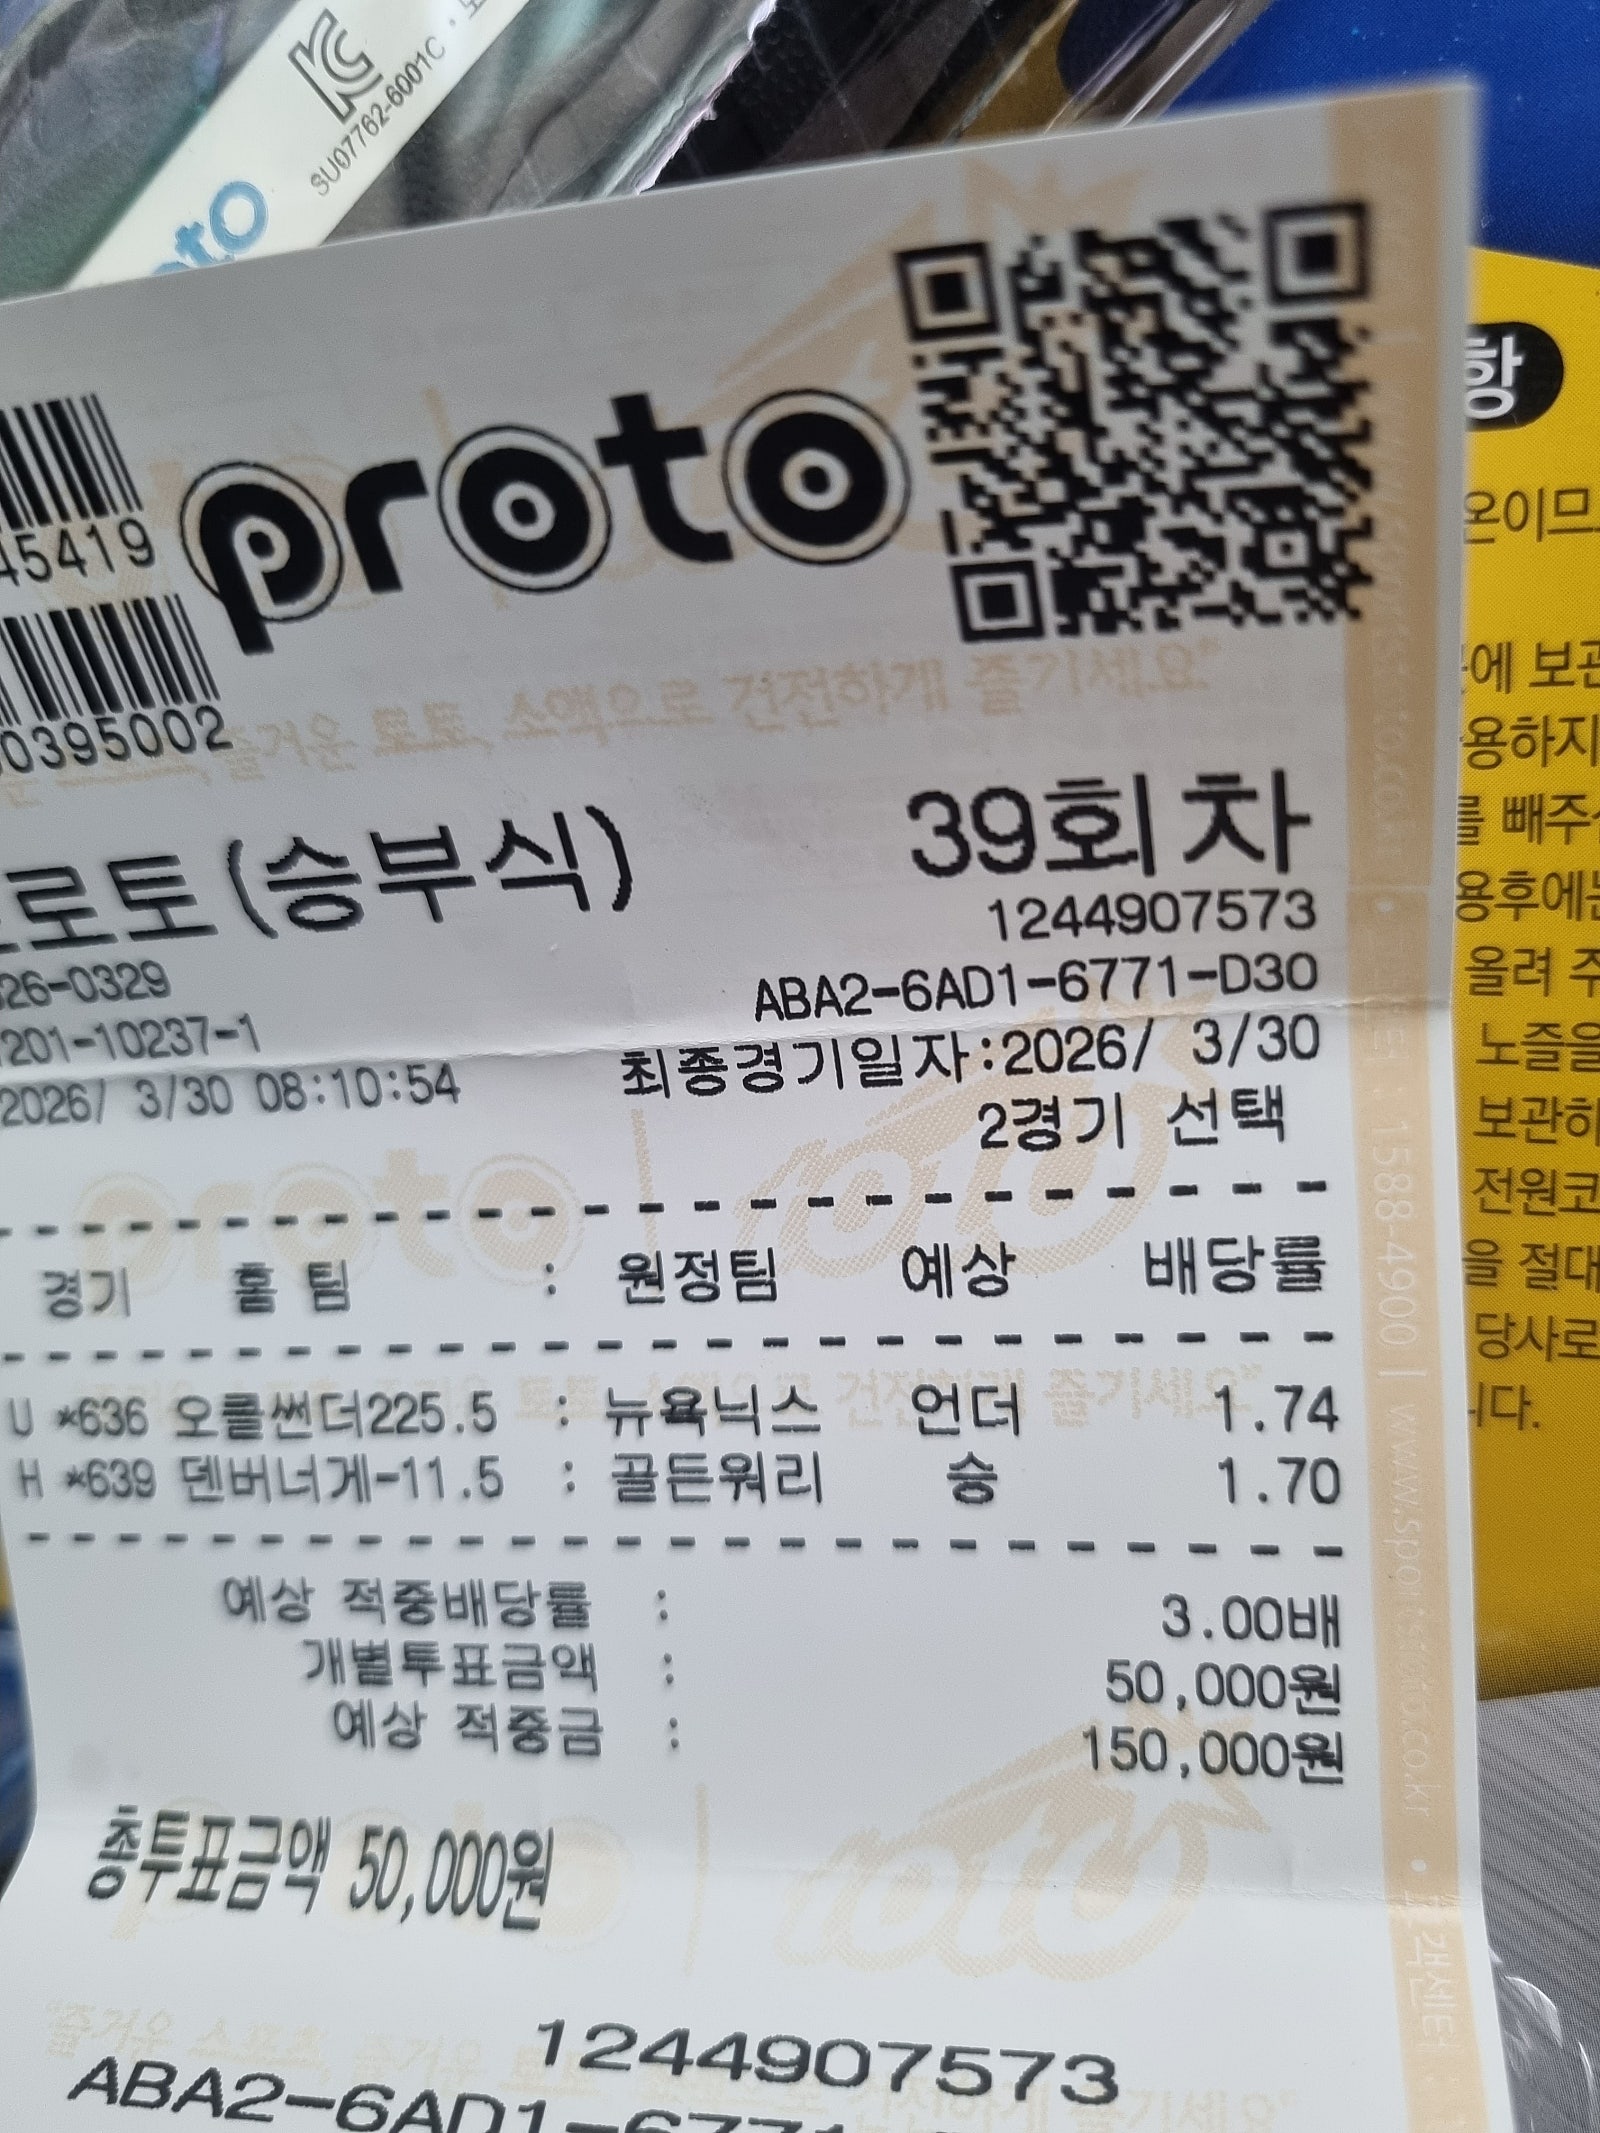 KC
SU07762-6001C
oto
45419
proto
0395002
즐거운 토토, 소액으로 건전하게 즐기세요"
로토(승부식)
39회차
1244907573
26-0329
ABA2-6AD1-6771-D30
1201-10237-1
최종경기일자:2026/ 3/30
2026/ 3/30 08:10:54
2경기 선택
경기 홈 팀 : 원정팀 예상 배당률
U *636 오클썬더225.5 : 뉴욕닉스 언더 1.74
H *639 덴버너게-11.5 : 골든워리 승 1.70
예상 적중배당률 : 3.00배
개별투표금액 : 50,000원
예상 적중금 : 150,000원
총투표금액 50,000원
1244907573
ABA2-6AD1-6771
1588-4900 | www.sportstoto.co.kr
항
온이므
에 보관
용하지
를 빼주
용후에는
올려 주
노즐을
보관하
전원코
을 절대
당사로
니다.